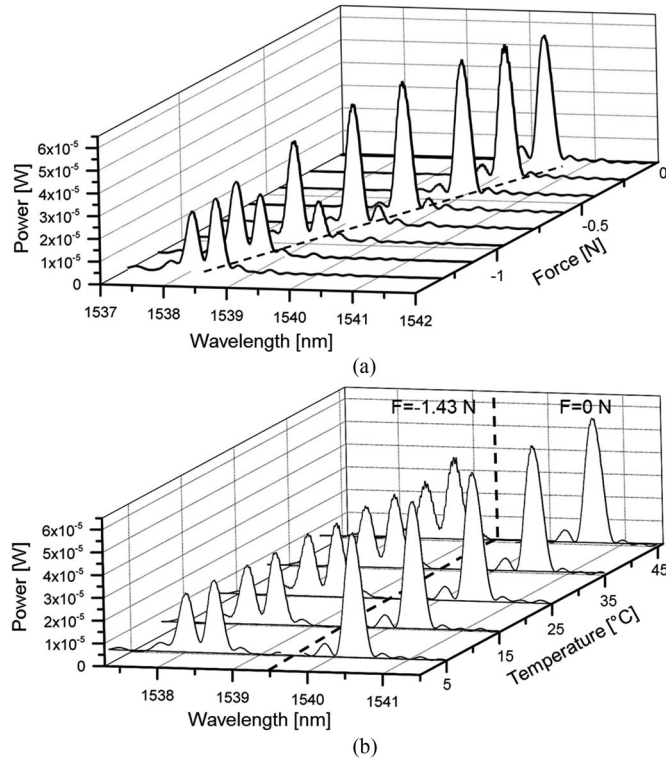 6x10⁻⁵
5x10⁻⁵
4x10⁻⁵
3x10⁻⁵
2x10⁻⁵
1x10⁻⁵
0
Power [W]
1537
1538
1539
1540
1541
1542
Wavelength [nm]
-1
-0.5
0
Force [N]
(a)
F=-1.43 N
F=0 N
6x10⁻⁵
5x10⁻⁵
4x10⁻⁵
3x10⁻⁵
2x10⁻⁵
1x10⁻⁵
0
Power [W]
1538
1539
1540
1541
Wavelength [nm]
5
15
25
35
45
Temperature [°C]
(b)